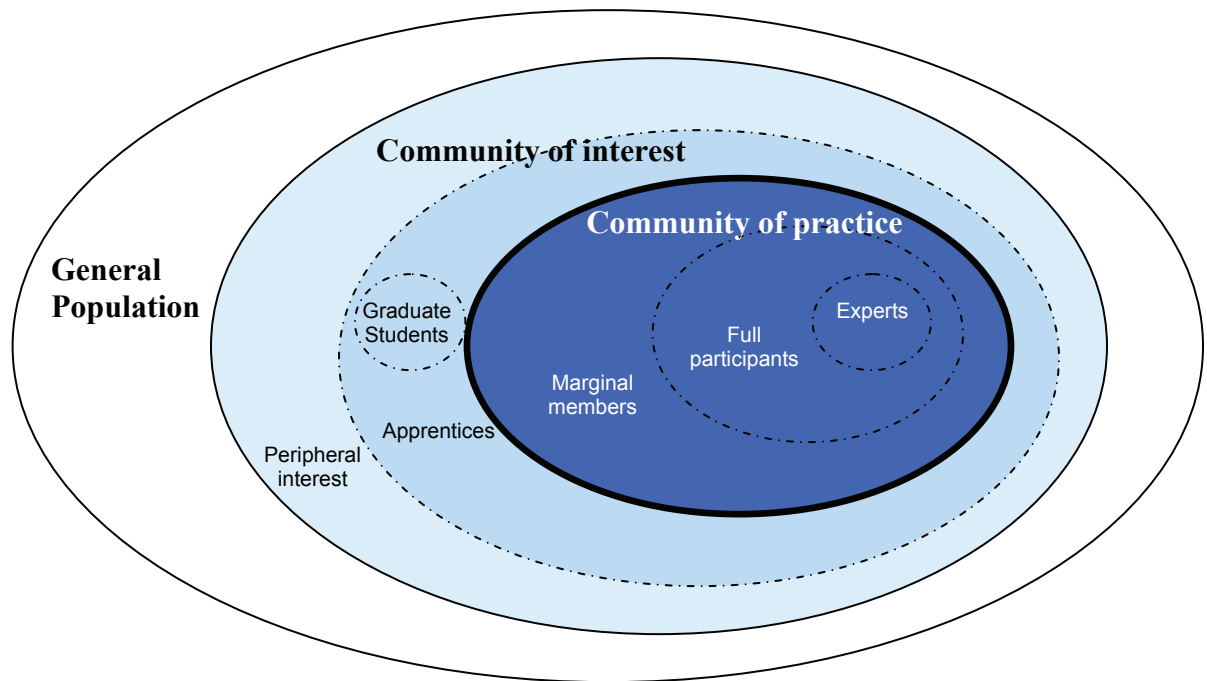 Community of interest
Community of practice
General
Population
Graduate
Students
Experts
Full
participants
Marginal
members
Apprentices
Peripheral
interest